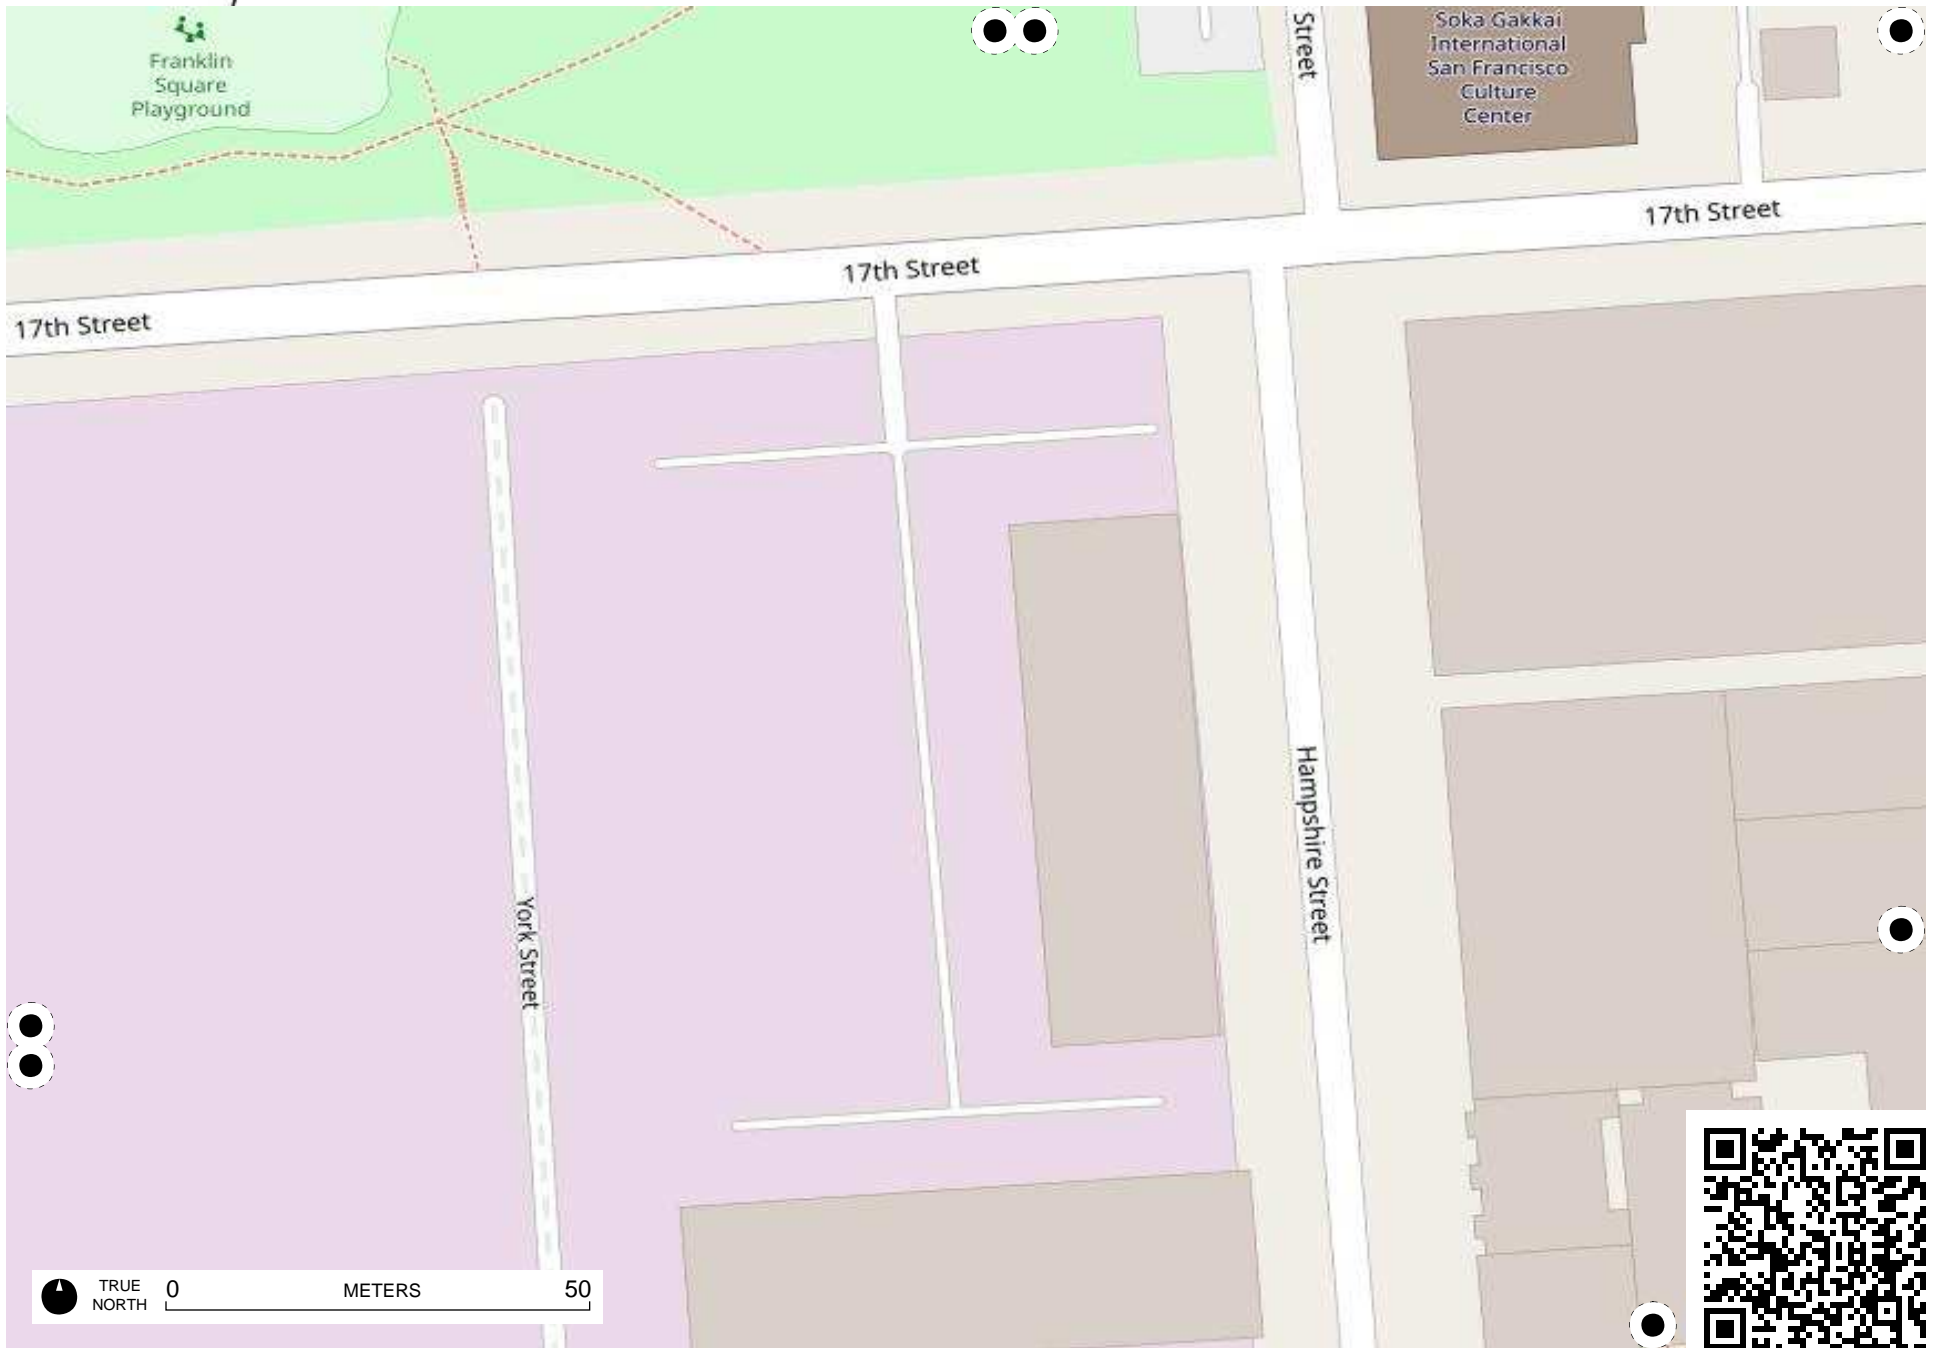 Franklin
Square
Playground
Street
Soka Gakkai
International
San Francisco
Culture
Center
17th Street
17th Street
17th Street
Hampshire Street
York Street
TRUE
NORTH
0
METERS
50